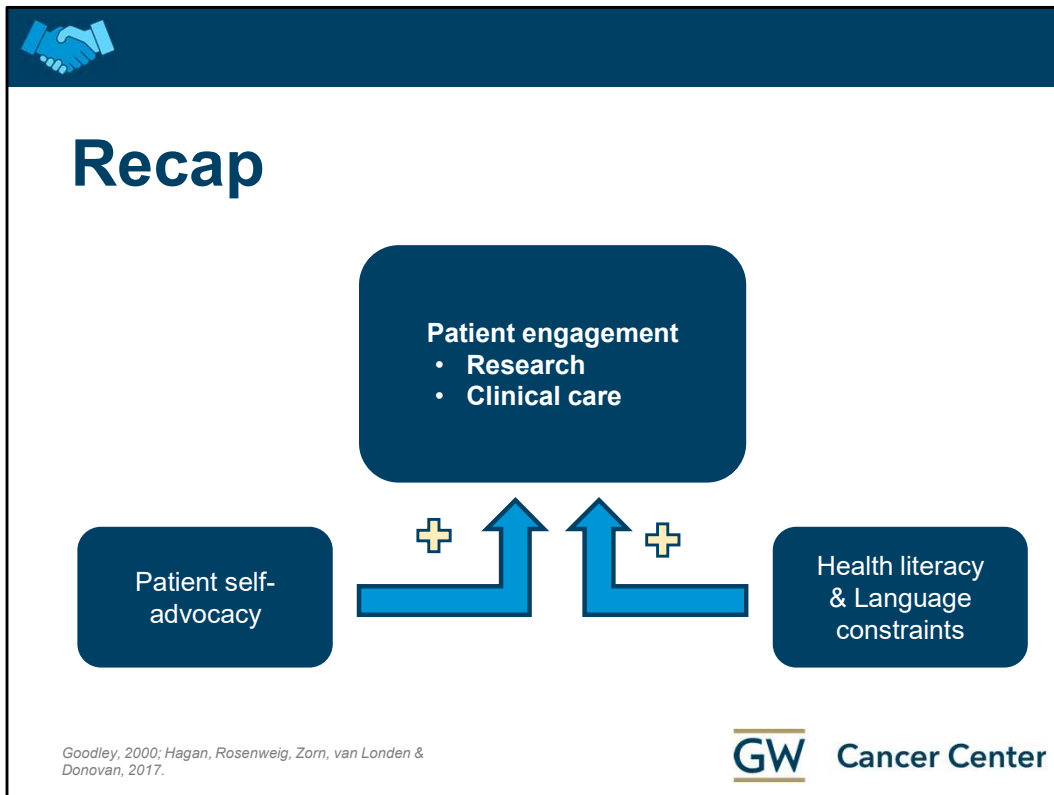 Recap
Patient engagement
• Research
• Clinical care
Patient self-
advocacy
Health literacy
& Language
constraints
Goodley, 2000; Hagan, Rosenweig, Zorn, van Londen &
Donovan, 2017.
GW Cancer Center